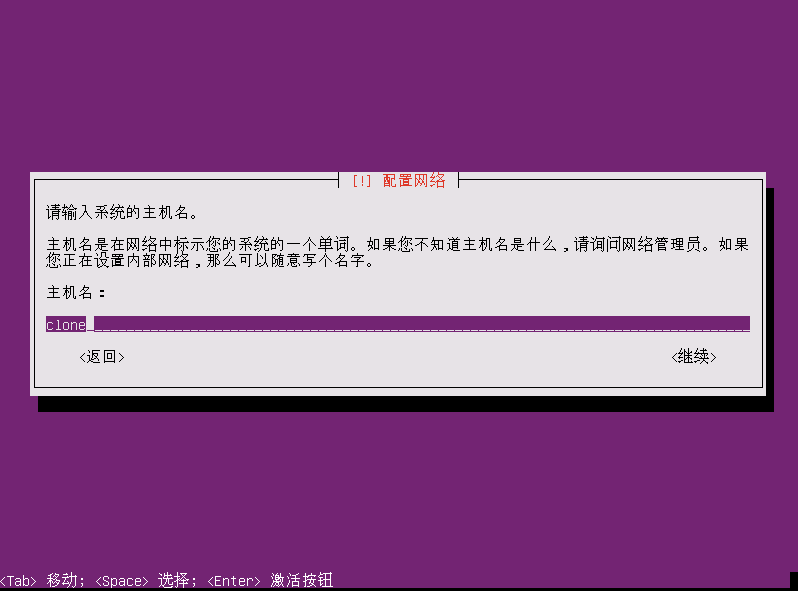 [!] 配置网络
请输入系统的主机名。
主机名是在网络中标示您的系统的一个单词。如果您不知道主机名是什么，请询问网络管理员。如果
您正在设置内部网络，那么可以随意写个名字。
主机名：
clone
<返回> <继续>
<Tab> 移动; <Space> 选择; <Enter> 激活按钮